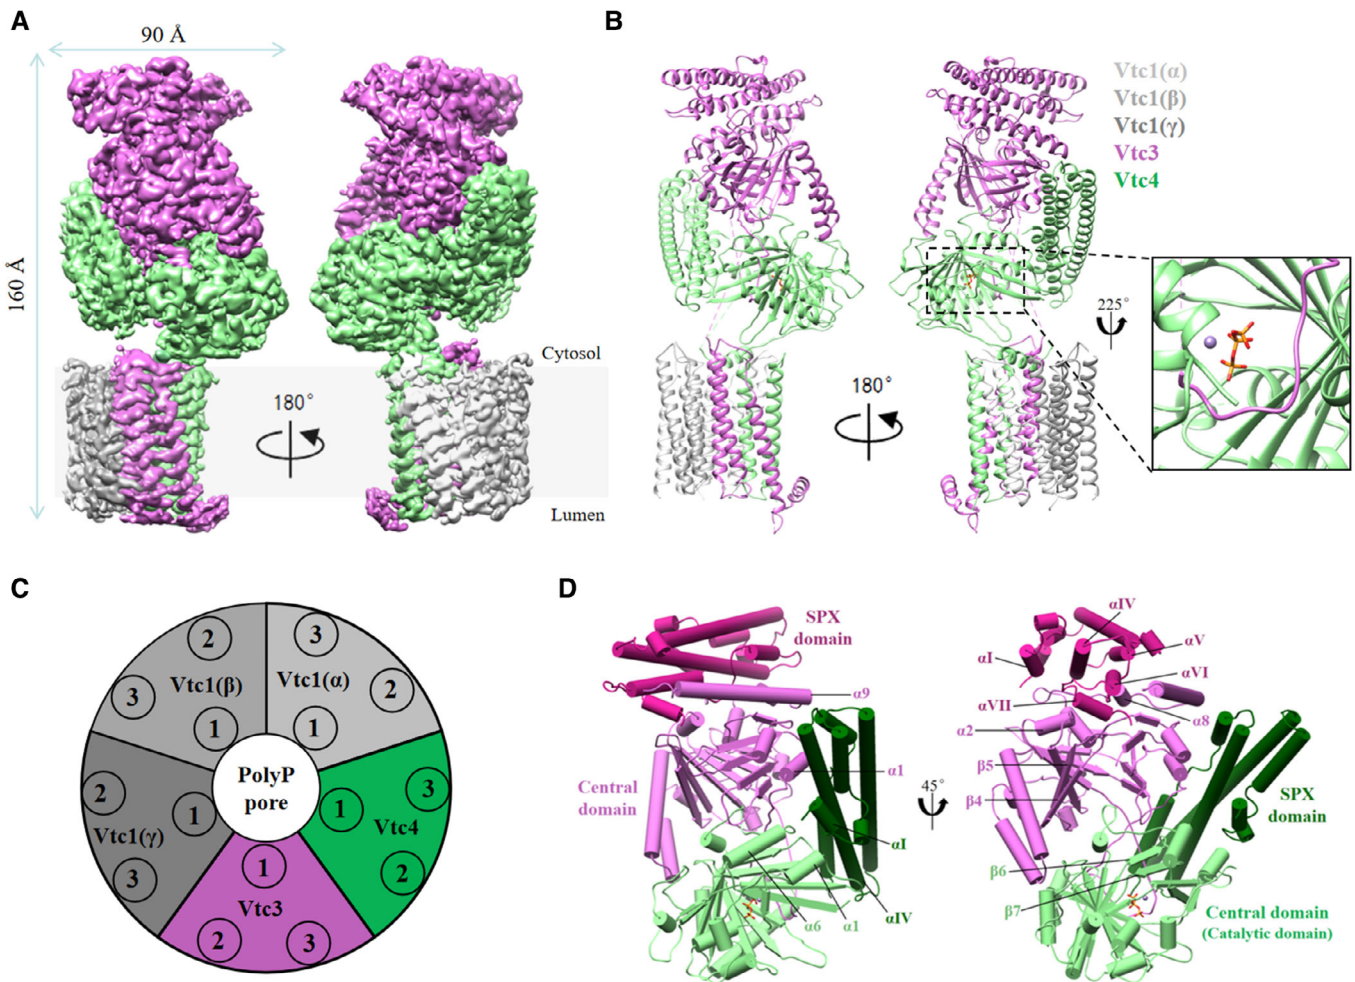 A
90 Å
160 Å
Cytosol
180°
Lumen
B
Vtc1(α)
Vtc1(β)
Vtc1(γ)
Vtc3
Vtc4
225°
180°
C
2
3
Vtc1(β)
Vtc1(α)
3
2
1
1
PolyP
pore
2
1
1
3
Vtc1(γ)
Vtc4
3
1
2
Vtc3
2
3
D
SPX
domain
α9
Central
domain
α1
αI
αIV
α6
α1
45°
αIV
αI
αV
αVI
αVII
α8
α2
β5
β4
SPX
domain
β6
β7
Central domain
(Catalytic domain)